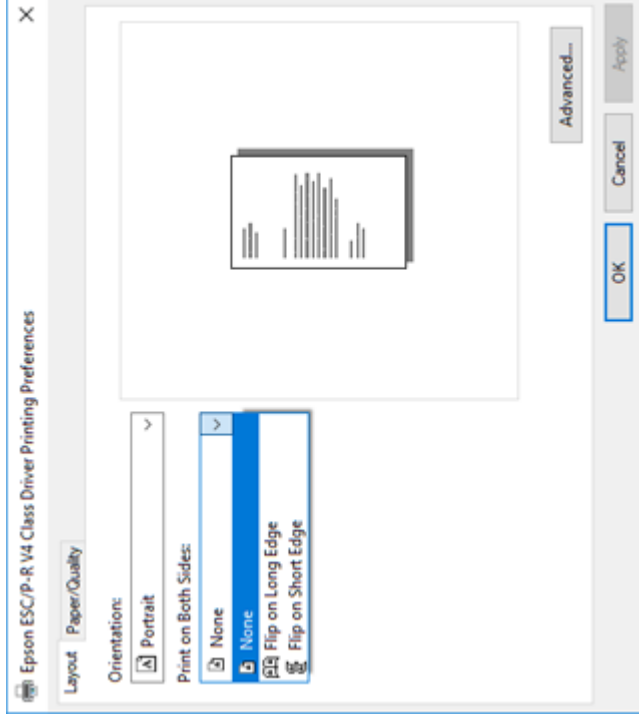 Epson ESC/P-R V4 Class Driver Printing Preferences
Layout Paper/Quality
Orientation:
Portrait
Print on Both Sides:
None
None
Flip on Long Edge
Flip on Short Edge
Advanced...
OK Cancel Apply